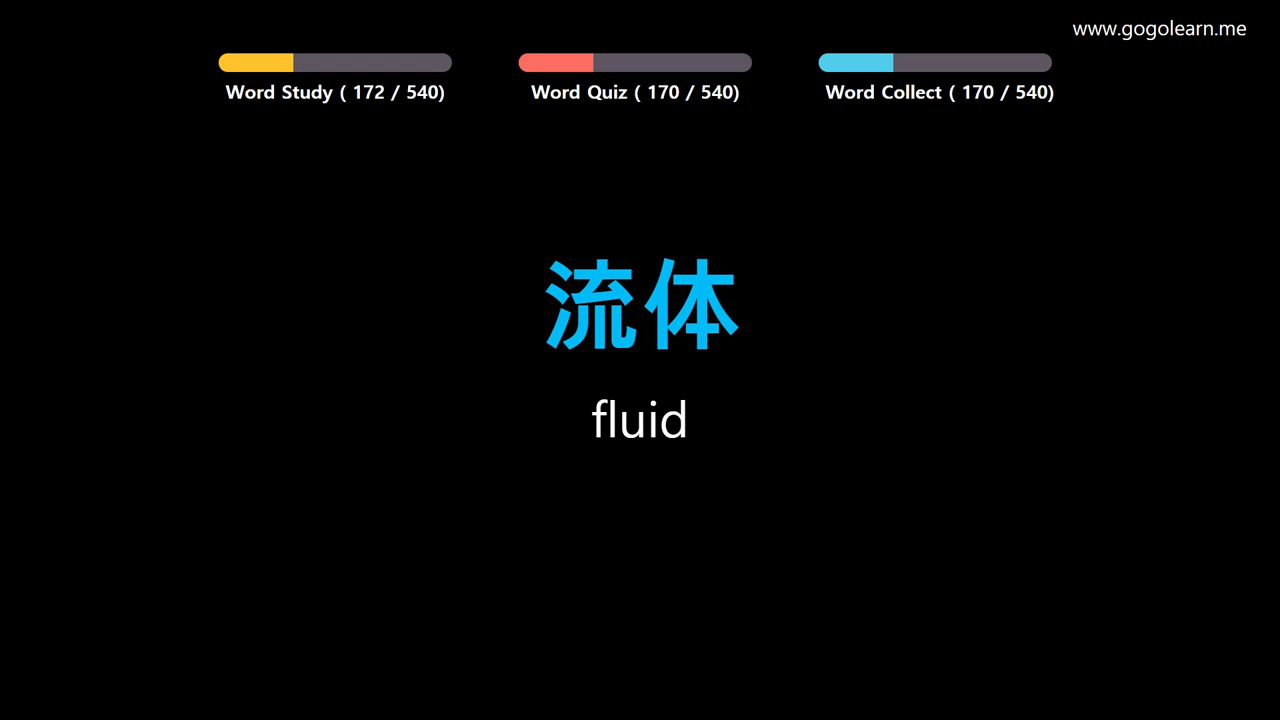 www.gogolearn.me
Word Study ( 172 / 540)
Word Quiz ( 170 / 540)
Word Collect ( 170 / 540)
流体
fluid